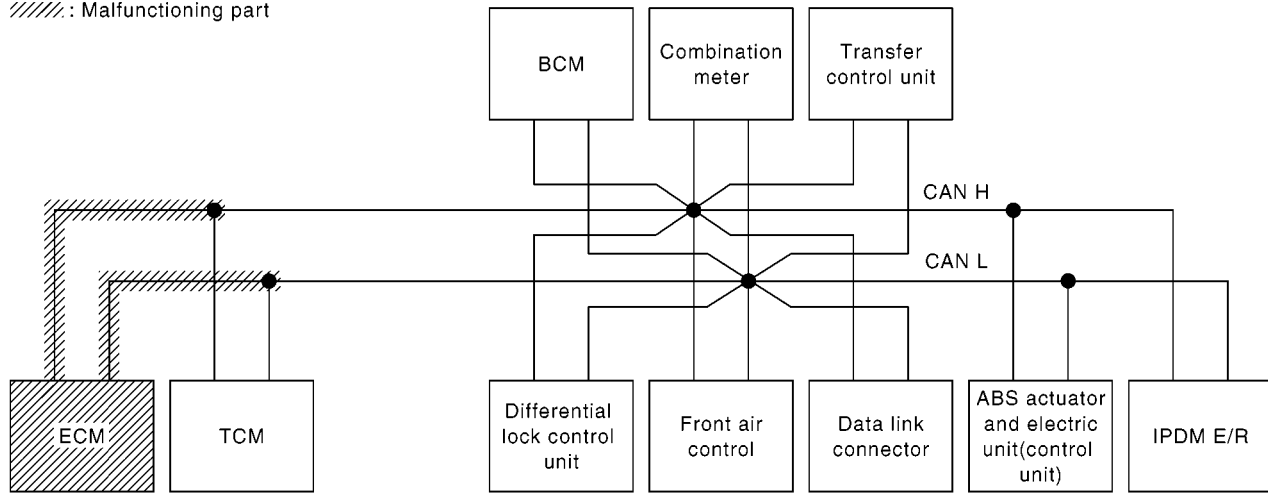 : Malfunctioning part
BCM
Combination
meter
Transfer
control unit
CAN H
CAN L
ECM
TCM
Differential
lock control
unit
Front air
control
Data link
connector
ABS actuator
and electric
unit(control
unit)
IPDM E/R